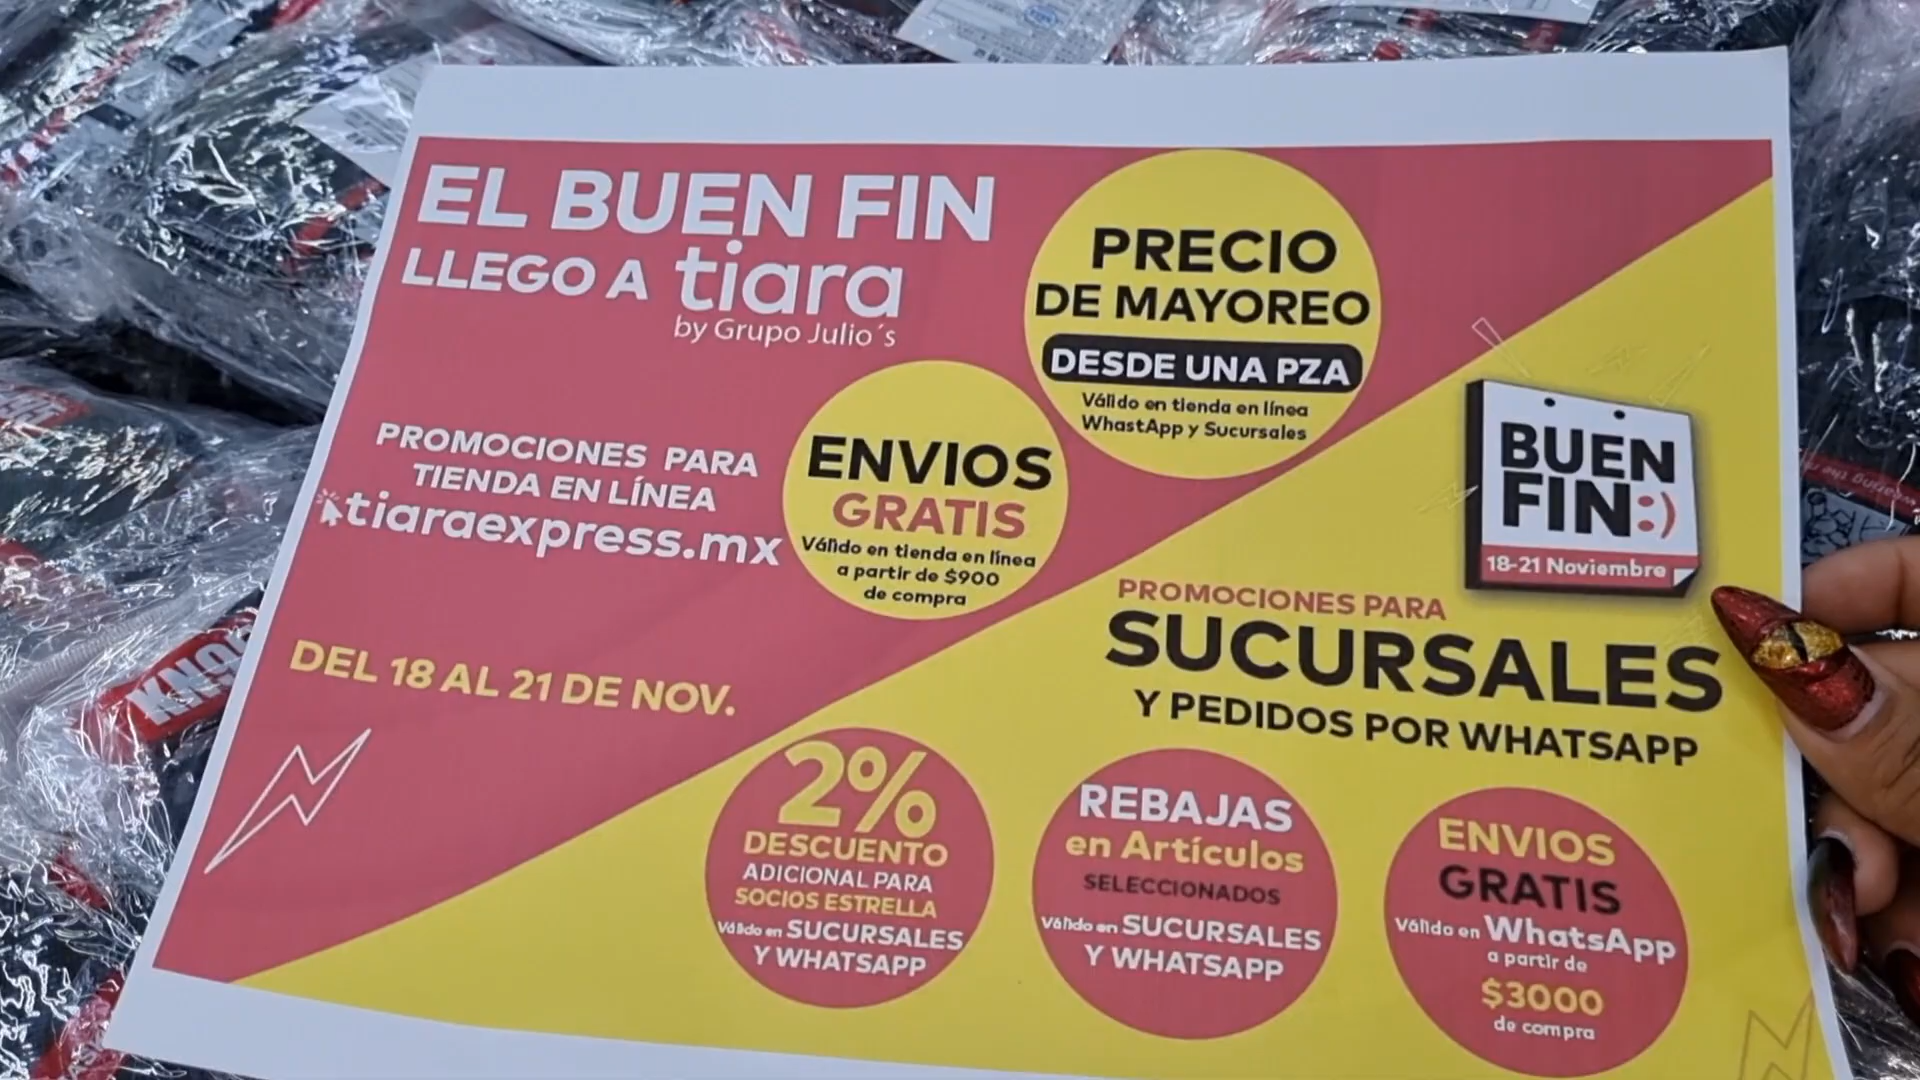 EL BUEN FIN
LLEGO A tiara
by Grupo Julio´s
PRECIO
DE MAYOREO
DESDE UNA PZA
Válido en tienda en línea
WhastApp y Sucursales
PROMOCIONES PARA
TIENDA EN LÍNEA
tiaraexpress.mx
ENVIOS
GRATIS
Válido en tienda en línea
a partir de $900
de compra
DEL 18 AL 21 DE NOV.
BUEN
FIN:)
18-21 Noviembre
PROMOCIONES PARA
SUCURSALES
Y PEDIDOS POR WHATSAPP
2%
DESCUENTO
ADICIONAL PARA
SOCIOS ESTRELLA
Válido en SUCURSALES
Y WHATSAPP
REBAJAS
en Artículos
SELECCIONADOS
Válido en SUCURSALES
Y WHATSAPP
ENVIOS
GRATIS
Válido en WhatsApp
a partir de
$3000
de compra